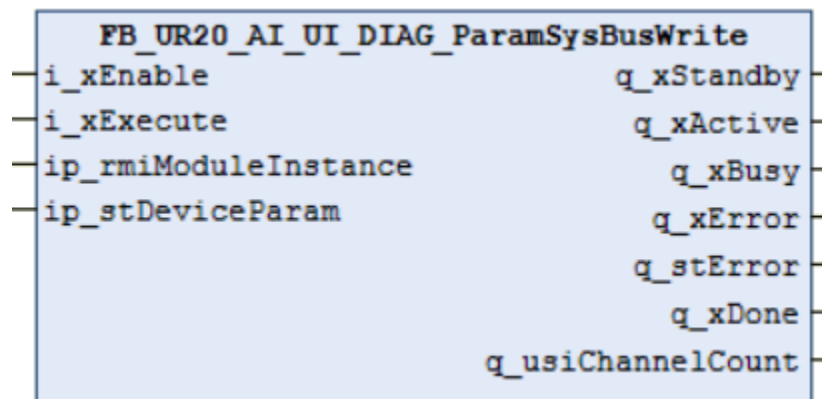 FB_UR20_AI_UI_DIAG_ParamSysBusWrite
i_xEnable q_xStandby
i_xExecute q_xActive
ip_rmiModuleInstance q_xBusy
ip_stDeviceParam q_xError
q_stError
q_xDone
q_usiChannelCount